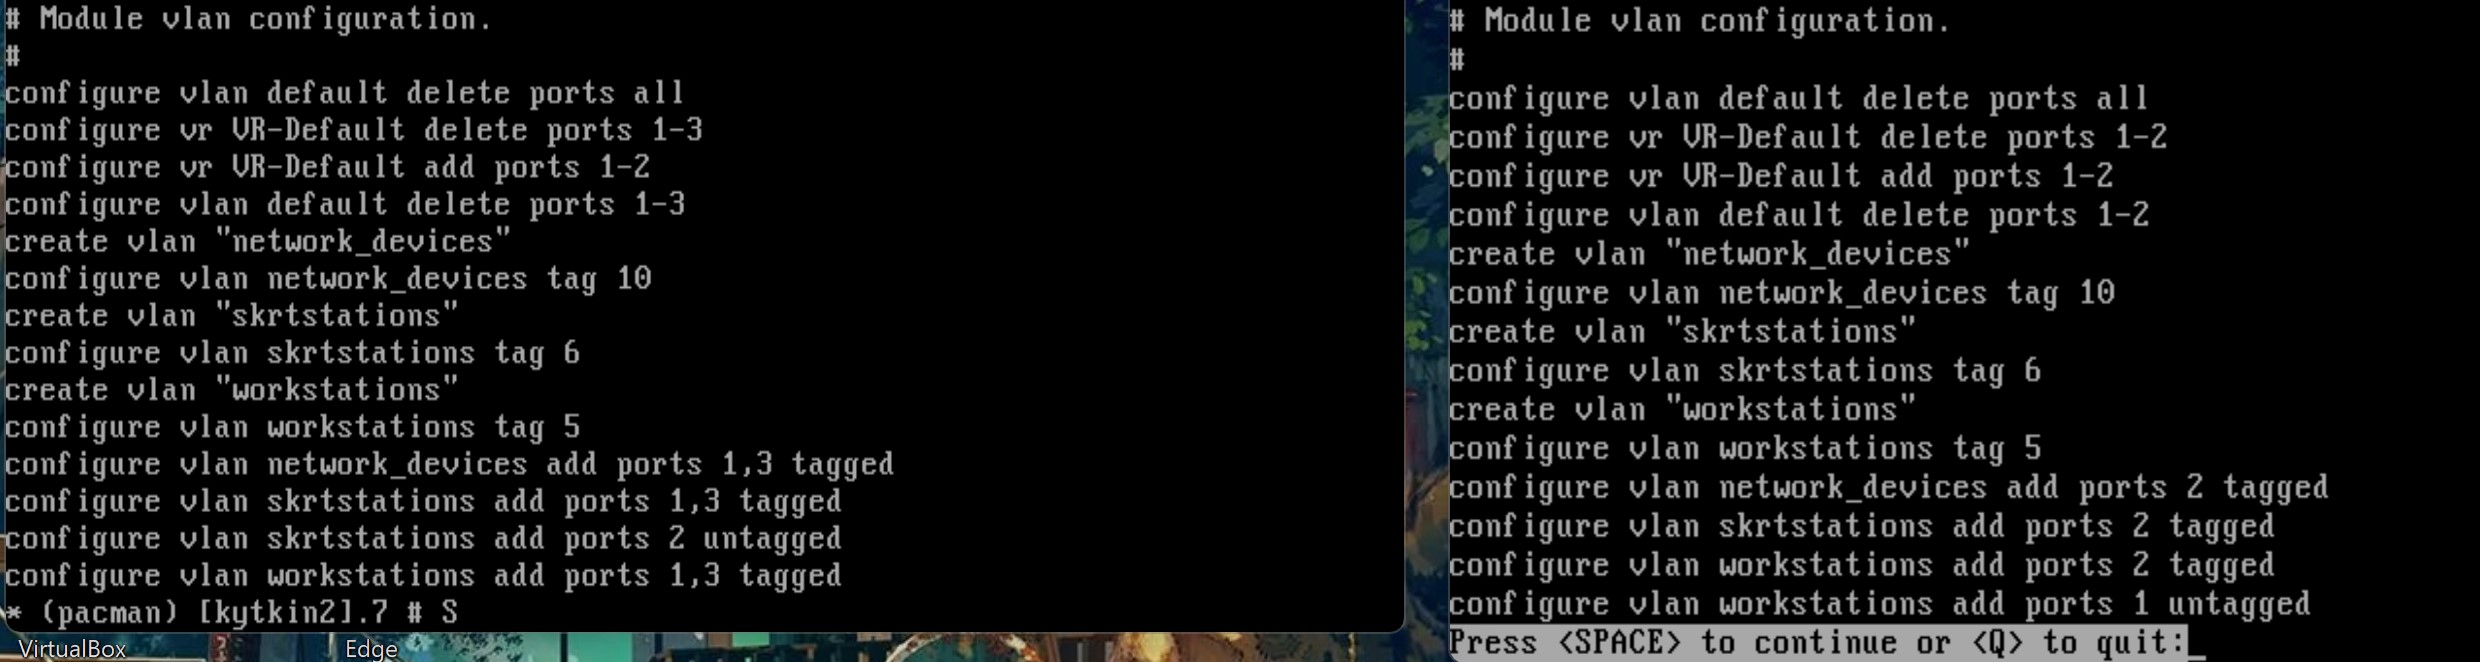 # Module vlan configuration.
#
configure vlan default delete ports all
configure vr VR-Default delete ports 1-3
configure vr VR-Default add ports 1-2
configure vlan default delete ports 1-3
create vlan "network_devices"
configure vlan network_devices tag 10
create vlan "skrtstations"
configure vlan skrtstations tag 6
create vlan "workstations"
configure vlan workstations tag 5
configure vlan network_devices add ports 1,3 tagged
configure vlan skrtstations add ports 1,3 tagged
configure vlan skrtstations add ports 2 untagged
configure vlan workstations add ports 1,3 tagged
* (pacman) [kytkin2].7 # S
VirtualBox
Edge
# Module vlan configuration.
#
configure vlan default delete ports all
configure vr VR-Default delete ports 1-2
configure vr VR-Default add ports 1-2
configure vlan default delete ports 1-2
create vlan "network_devices"
configure vlan network_devices tag 10
create vlan "skrtstations"
configure vlan skrtstations tag 6
create vlan "workstations"
configure vlan workstations tag 5
configure vlan network_devices add ports 2 tagged
configure vlan skrtstations add ports 2 tagged
configure vlan workstations add ports 2 tagged
configure vlan workstations add ports 1 untagged
Press <SPACE> to continue or <Q> to quit:_